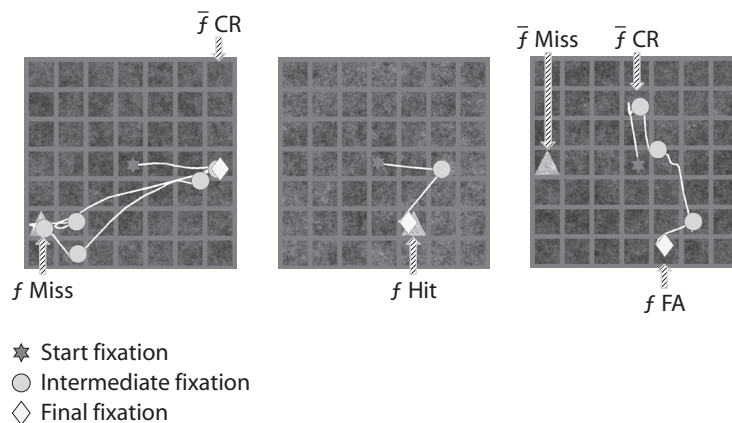 f̅ CR
f̅ Miss f̅ CR
f Miss
f Hit
f FA
Start fixation
Intermediate fixation
Final fixation